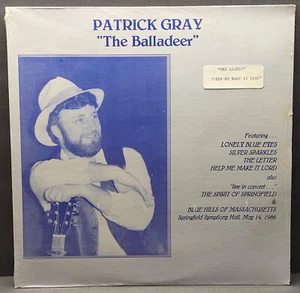 PATRICK GRAY
"The Balladeer"
"THE LETTER"
"HELP ME MAKE IT LORD"
Featuring . . .
LONELY BLUE EYES
SILVER SPARKLES
THE LETTER
HELP ME MAKE IT LORD
also
"live in concert . . ."
THE SPIRIT OF SPRINGFIELD
&
BLUE HILLS OF MASSACHUSETTS
Springfield Symphony Hall, May 14, 1986